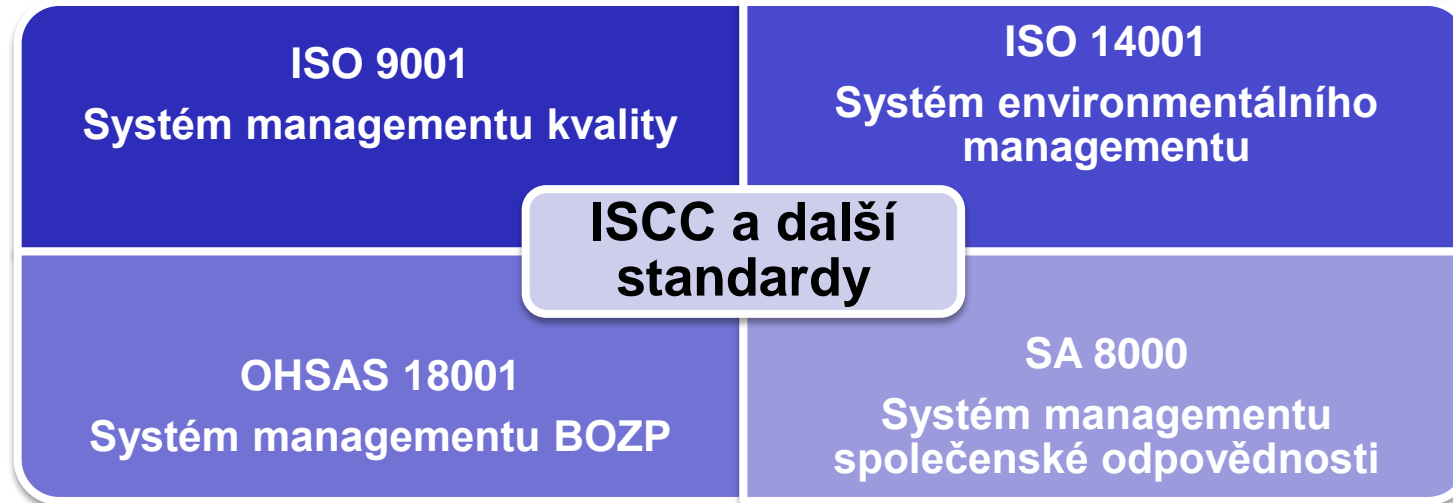 ISO 9001
Systém managementu kvality
ISO 14001
Systém environmentálního
managementu
ISCC a další
standardy
OHSAS 18001
Systém managementu BOZP
SA 8000
Systém managementu
společenské odpovědnosti